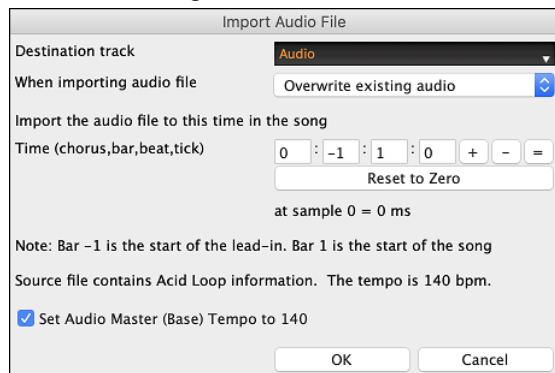 Import Audio File
Destination track Audio
When importing audio file Overwrite existing audio
Import the audio file to this time in the song
Time (chorus,bar,beat,tick) 0 : -1 : 1 : 0 + - =
Reset to Zero
at sample 0 = 0 ms
Note: Bar -1 is the start of the lead-in. Bar 1 is the start of the song
Source file contains Acid Loop information. The tempo is 140 bpm.
Set Audio Master (Base) Tempo to 140
OK Cancel